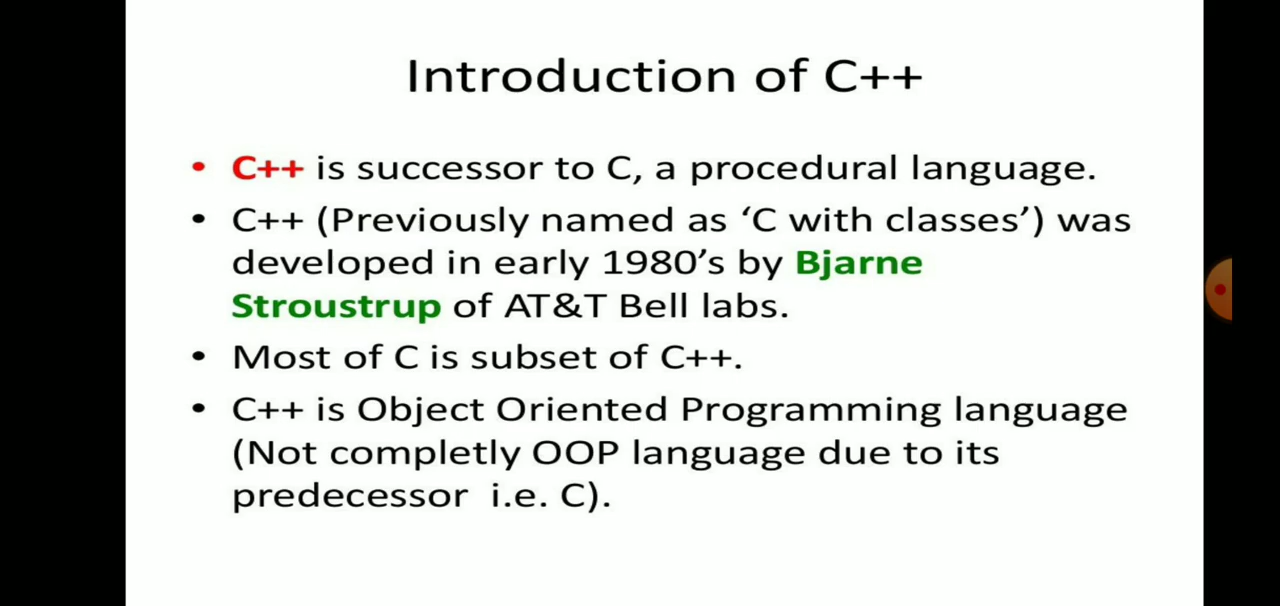 Introduction of C++
• C++ is successor to C, a procedural language.
• C++ (Previously named as ‘C with classes’) was
developed in early 1980’s by Bjarne
Stroustrup of AT&T Bell labs.
• Most of C is subset of C++.
• C++ is Object Oriented Programming language
(Not completly OOP language due to its
predecessor i.e. C).